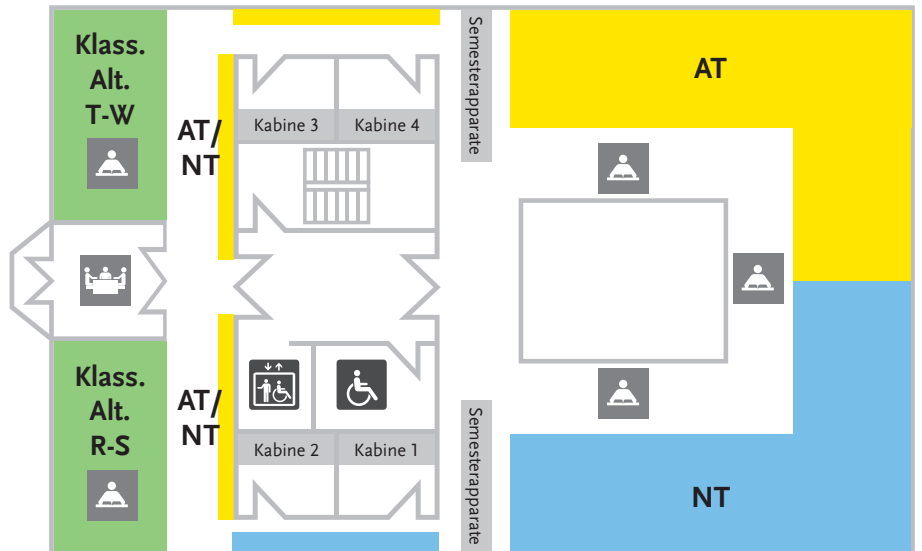 Klass.
Alt.
T-W
AT/
NT
Kabine 3
Kabine 4
Semesterapparate
AT
Klass.
Alt.
R-S
AT/
NT
Kabine 2
Kabine 1
Semesterapparate
NT